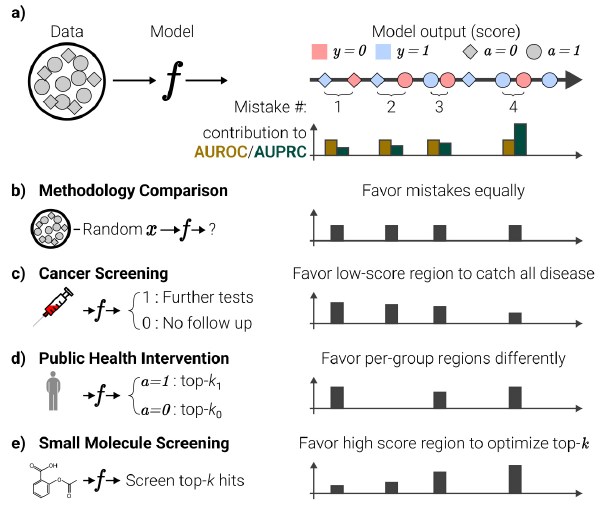 a)
Data
Model
Model output (score)
f
y = 0 y = 1 a = 0 a = 1
Mistake #: 1 2 3 4
contribution to
AUROC/AUPRC
b) Methodology Comparison
Favor mistakes equally
Random x f ?
c) Cancer Screening
Favor low-score region to catch all disease
f
1 : Further tests
0 : No follow up
d) Public Health Intervention
Favor per-group regions differently
f
a=1 : top-k₁
a=0 : top-k₀
e) Small Molecule Screening
Favor high score region to optimize top-k
O OH O O
f Screen top-k hits